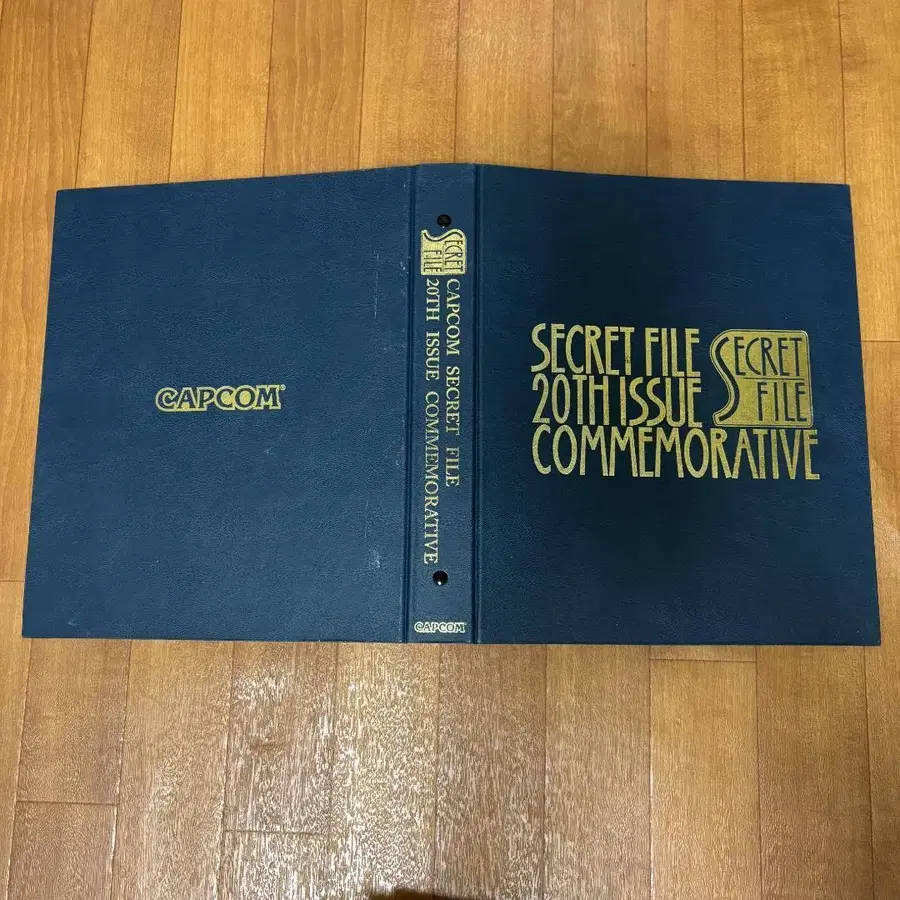 CAPCOM®
SECRET
FILE
CAPCOM SECRET FILE
20TH ISSUE COMMEMORATIVE
CAPCOM®
SECRET FILE
20TH ISSUE
COMMEMORATIVE
SECRET
FILE